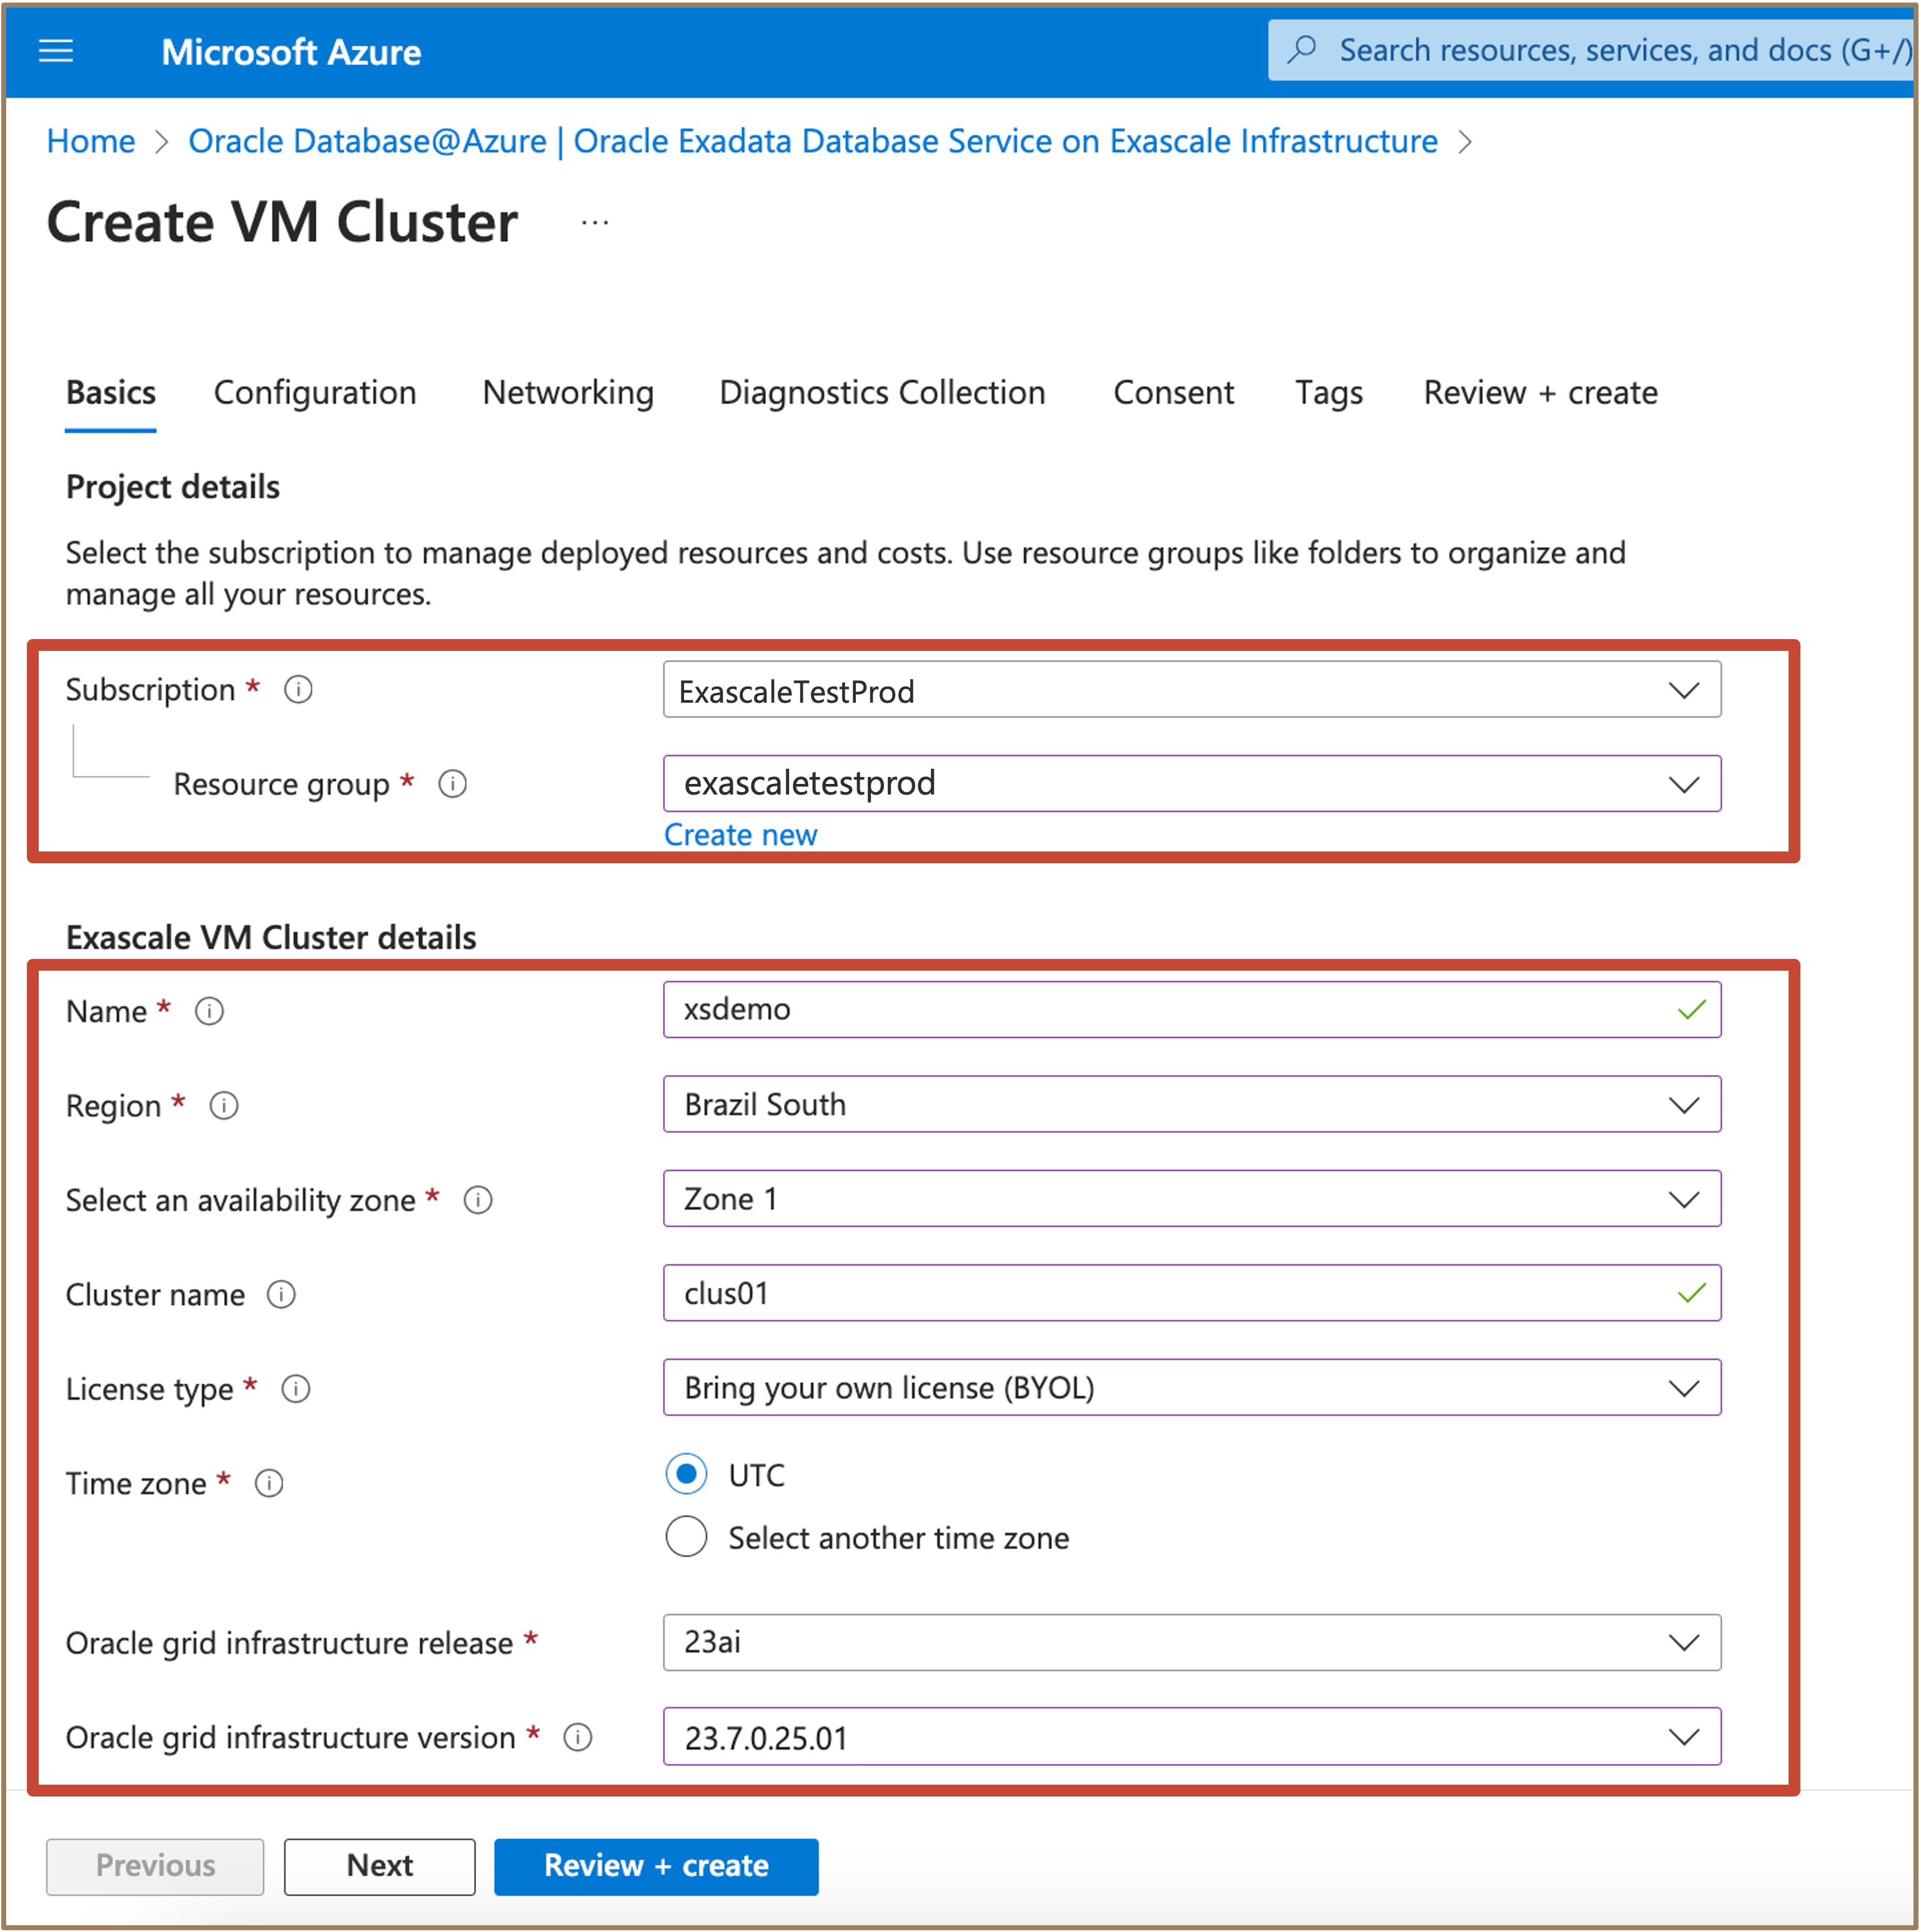 Microsoft Azure
Search resources, services, and docs (G+/)
Home > Oracle Database@Azure | Oracle Exadata Database Service on Exascale Infrastructure >
Create VM Cluster ...
Basics Configuration Networking Diagnostics Collection Consent Tags Review + create
Project details
Select the subscription to manage deployed resources and costs. Use resource groups like folders to organize and
manage all your resources.
Subscription * ExascaleTestProd
Resource group * exascaletestprod
Create new
Exascale VM Cluster details
Name * xsdemo
Region * Brazil South
Select an availability zone * Zone 1
Cluster name clus01
License type * Bring your own license (BYOL)
Time zone * UTC
Select another time zone
Oracle grid infrastructure release * 23ai
Oracle grid infrastructure version * 23.7.0.25.01
Previous Next Review + create